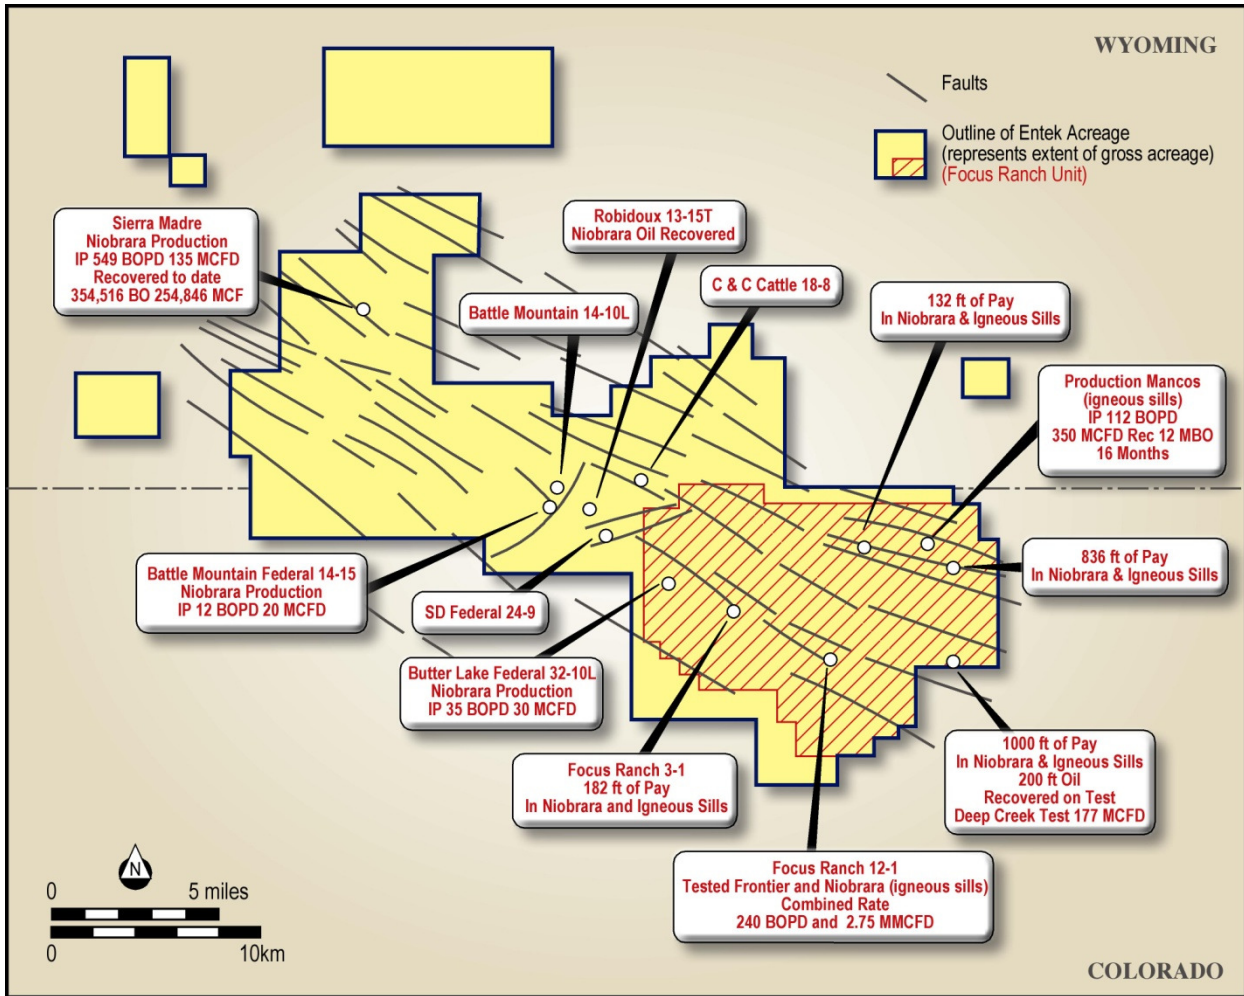 WYOMING
Faults
Outline of Entek Acreage
(represents extent of gross acreage)
(Focus Ranch Unit)
Sierra Madre
Niobrara Production
IP 549 BOPD 135 MCFD
Recovered to date
354,516 BO 254,846 MCF
Robidoux 13-15T
Niobrara Oil Recovered
Battle Mountain 14-10L
C & C Cattle 18-8
132 ft of Pay
In Niobrara & Igneous Sills
Production Mancos
(igneous sills)
IP 112 BOPD
350 MCFD Rec 12 MBO
16 Months
836 ft of Pay
In Niobrara & Igneous Sills
Battle Mountain Federal 14-15
Niobrara Production
IP 12 BOPD 20 MCFD
SD Federal 24-9
Butter Lake Federal 32-10L
Niobrara Production
IP 35 BOPD 30 MCFD
Focus Ranch 3-1
182 ft of Pay
In Niobrara and Igneous Sills
1000 ft of Pay
In Niobrara & Igneous Sills
200 ft Oil
Recovered on Test
Deep Creek Test 177 MCFD
Focus Ranch 12-1
Tested Frontier and Niobrara (igneous sills)
Combined Rate
240 BOPD and 2.75 MMCFD
N
0 5 miles
0 10km
COLORADO